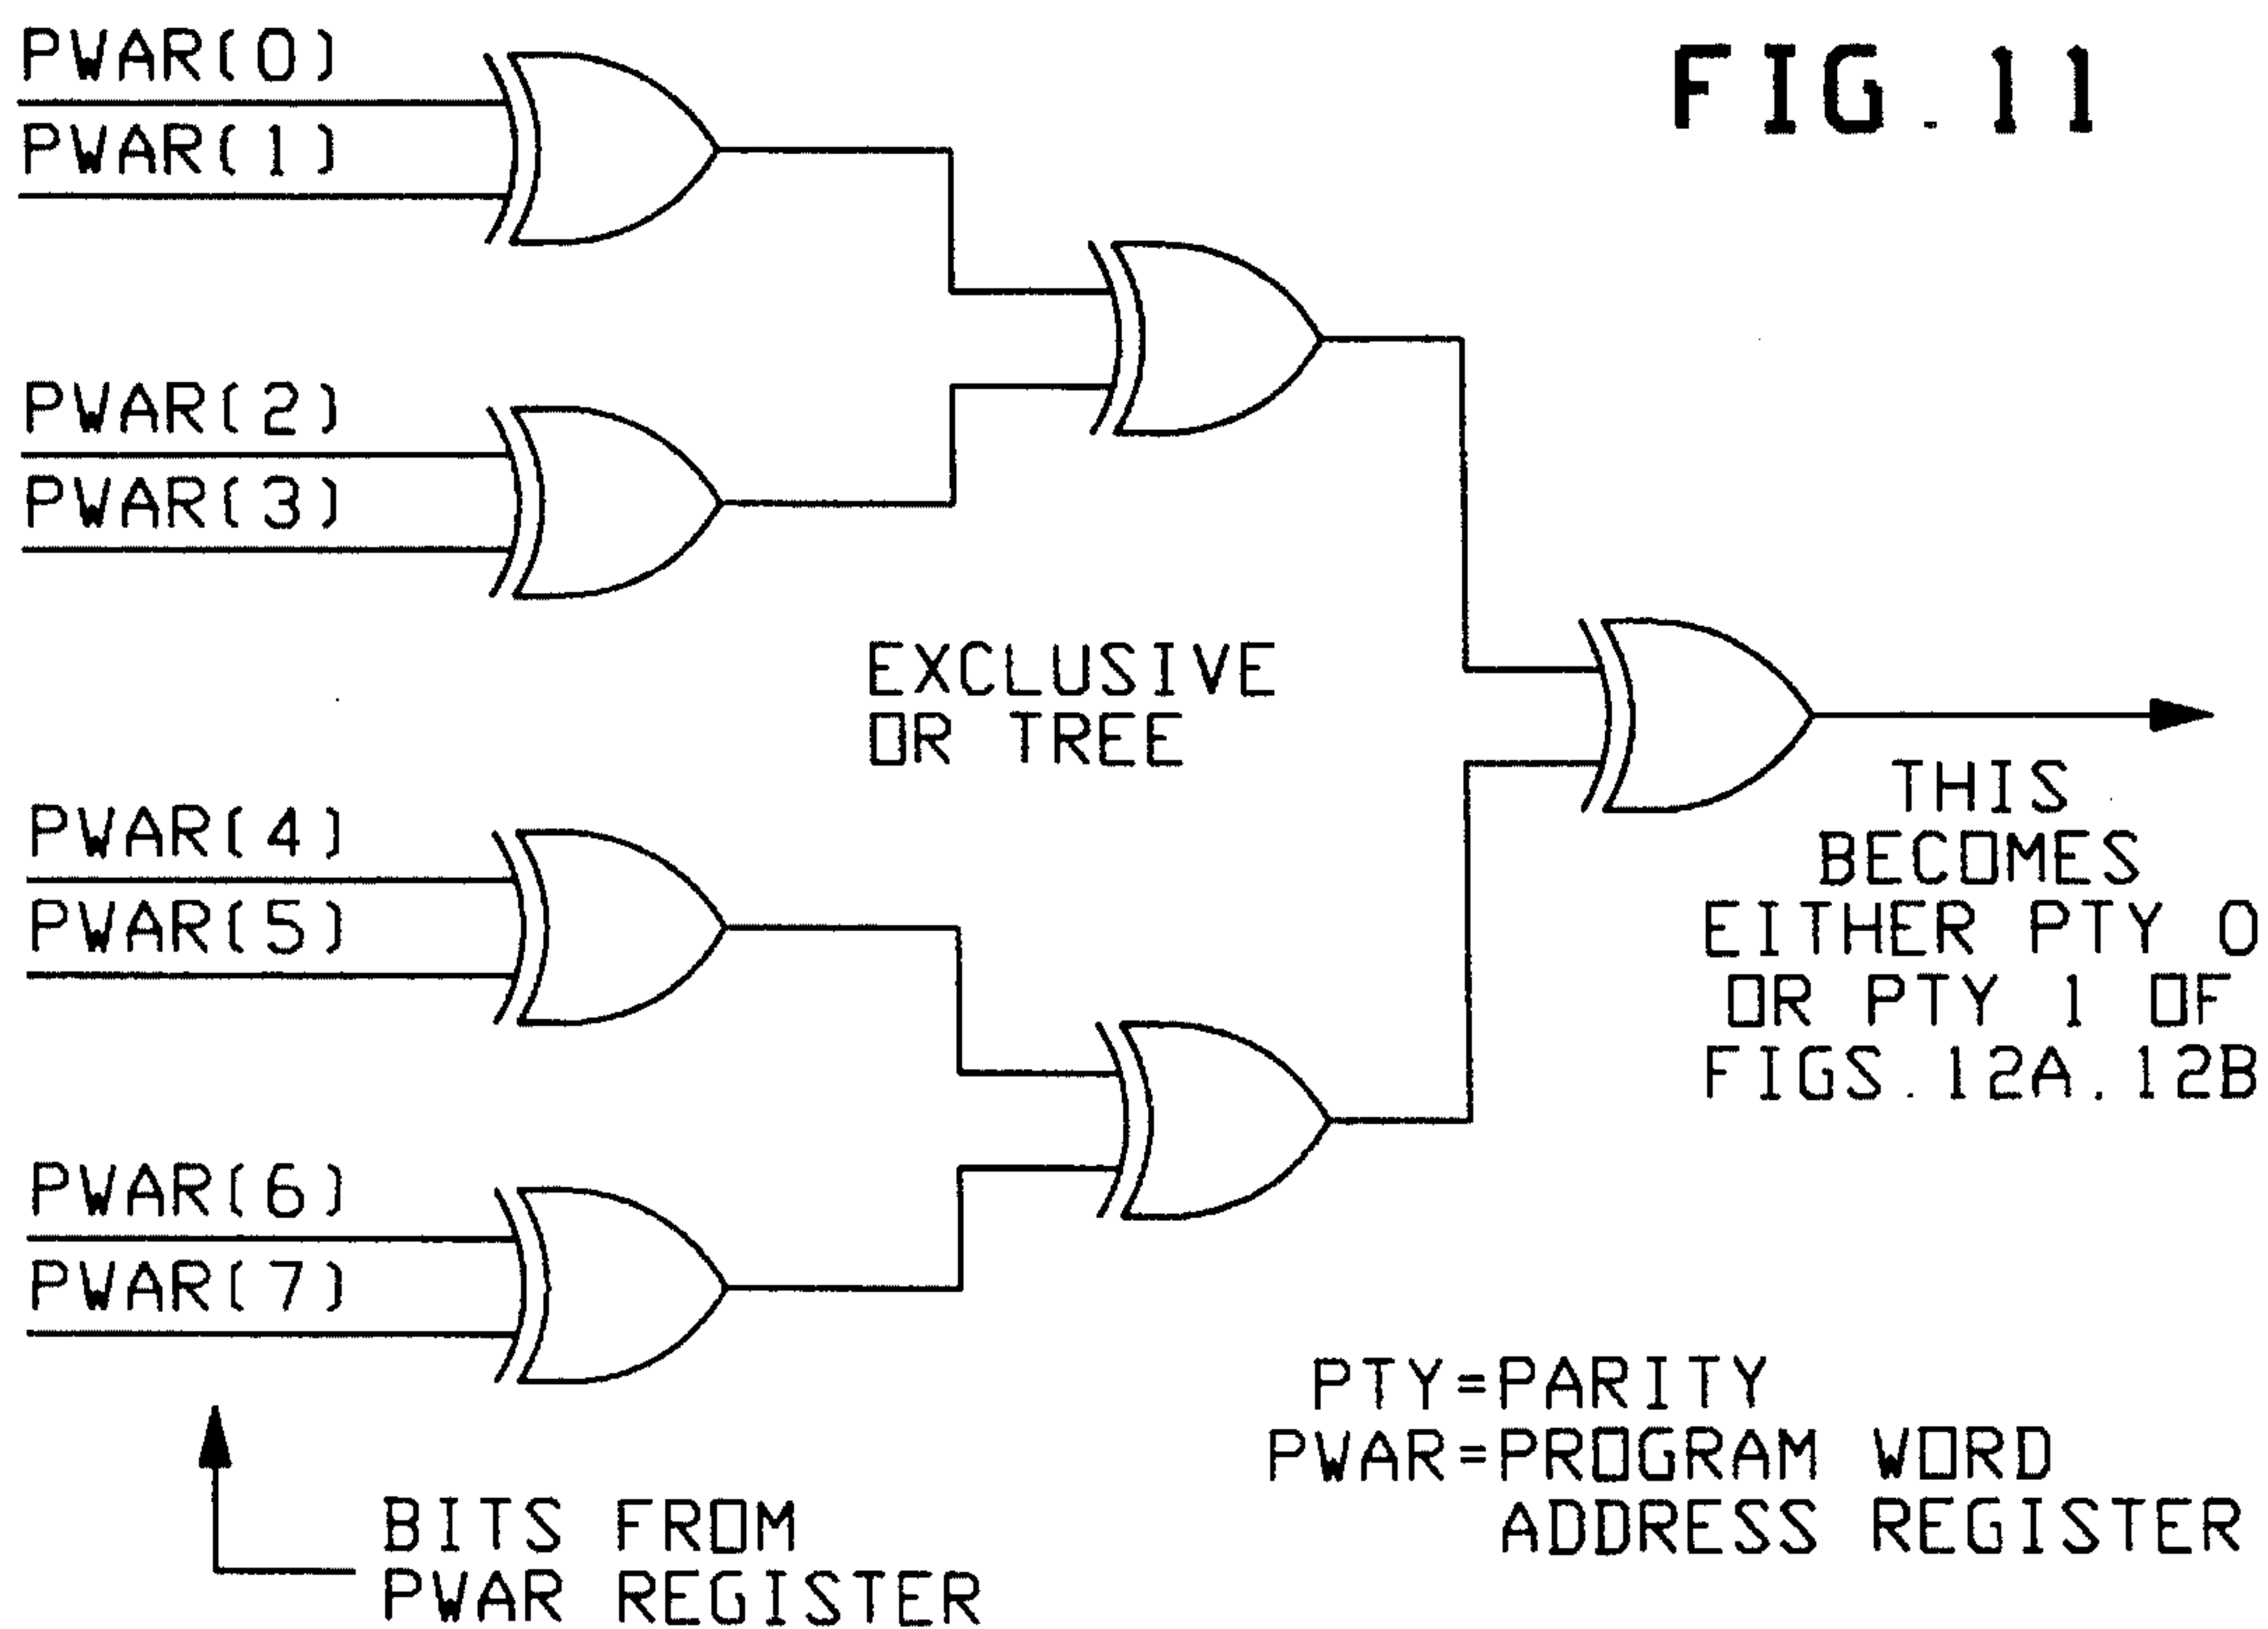 FIG.11
PWAR(0)
PWAR(1)
PWAR(2)
PWAR(3)
EXCLUSIVE
OR TREE
THIS
BECOMES
EITHER PTY 0
OR PTY 1 OF
FIGS.12A,12B
PWAR(4)
PWAR(5)
PWAR(6)
PWAR(7)
PTY=PARITY
PWAR=PROGRAM WORD
ADDRESS REGISTER
BITS FROM
PWAR REGISTER